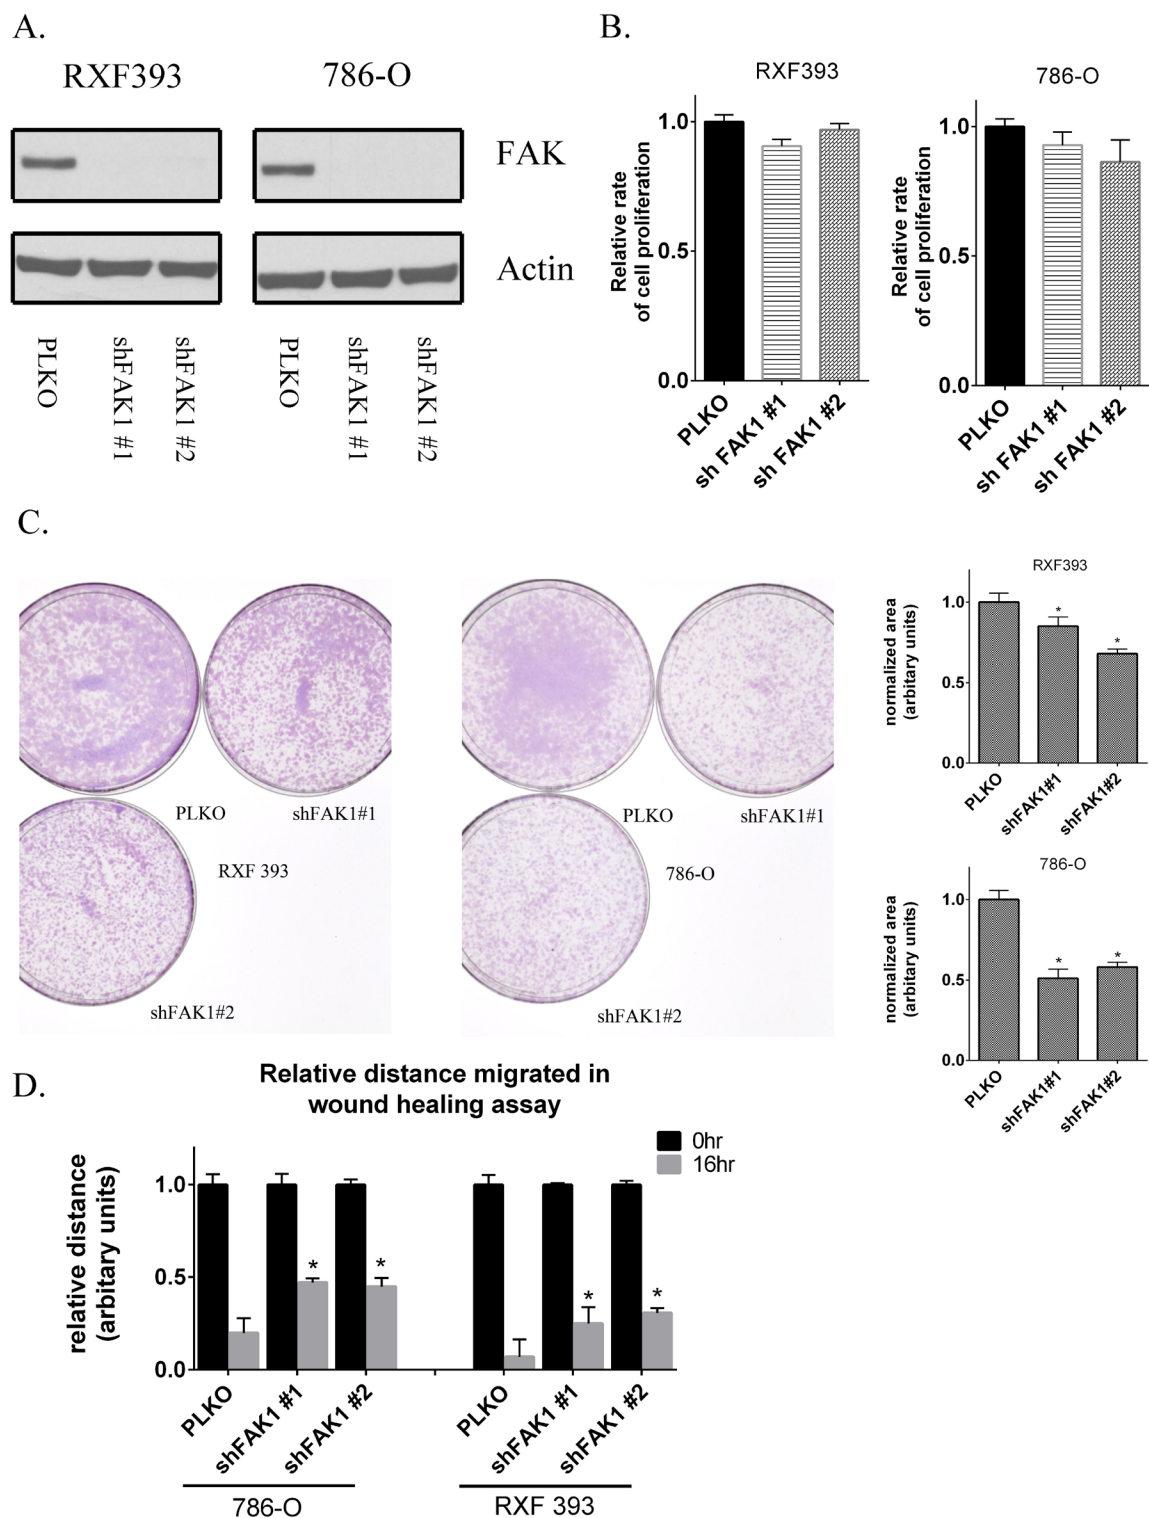 A.
RXF393 786-O
FAK
Actin
PLKO
shFAK1 #1
shFAK1 #2
PLKO
shFAK1 #1
shFAK1 #2
B.
RXF393
Relative rate
of cell proliferation
1.0
0.5
0.0
PLKO
sh FAK1 #1
sh FAK1 #2
786-O
Relative rate
of cell proliferation
1.0
0.5
0.0
PLKO
sh FAK1 #1
sh FAK1 #2
C.
PLKO
shFAK1#1
RXF 393
shFAK1#2
PLKO
shFAK1#1
786-O
shFAK1#2
RXF393
normalized area
(arbitary units)
1.0
0.5
0.0
* *
PLKO
shFAK1#1
shFAK1#2
786-O
normalized area
(arbitary units)
1.0
0.5
0.0
* *
PLKO
shFAK1#1
shFAK1#2
D.
Relative distance migrated in
wound healing assay
0hr
16hr
relative distance
(arbitary units)
1.0
0.5
0.0
* * * *
PLKO
shFAK1 #1
shFAK1 #2
PLKO
shFAK1 #1
shFAK1 #2
786-O
RXF 393